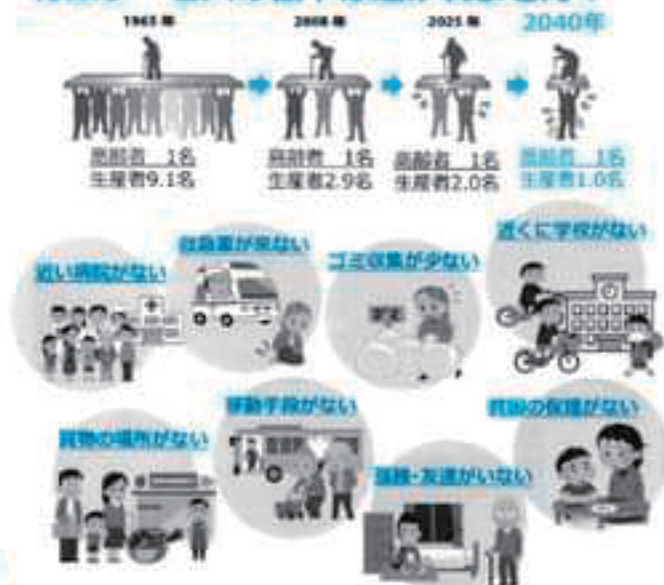 1965年
2008年
2025年
2040年
高齢者 1名
生産者9.1名
高齢者 1名
生産者2.9名
高齢者 1名
生産者2.0名
高齢者 1名
生産者1.0名
近い病院がない
救急車が来ない
ゴミ収集が少ない
近くに学校がない
買物の場所がない
移動手段がない
親族・友達がいない
貧困の保護がない